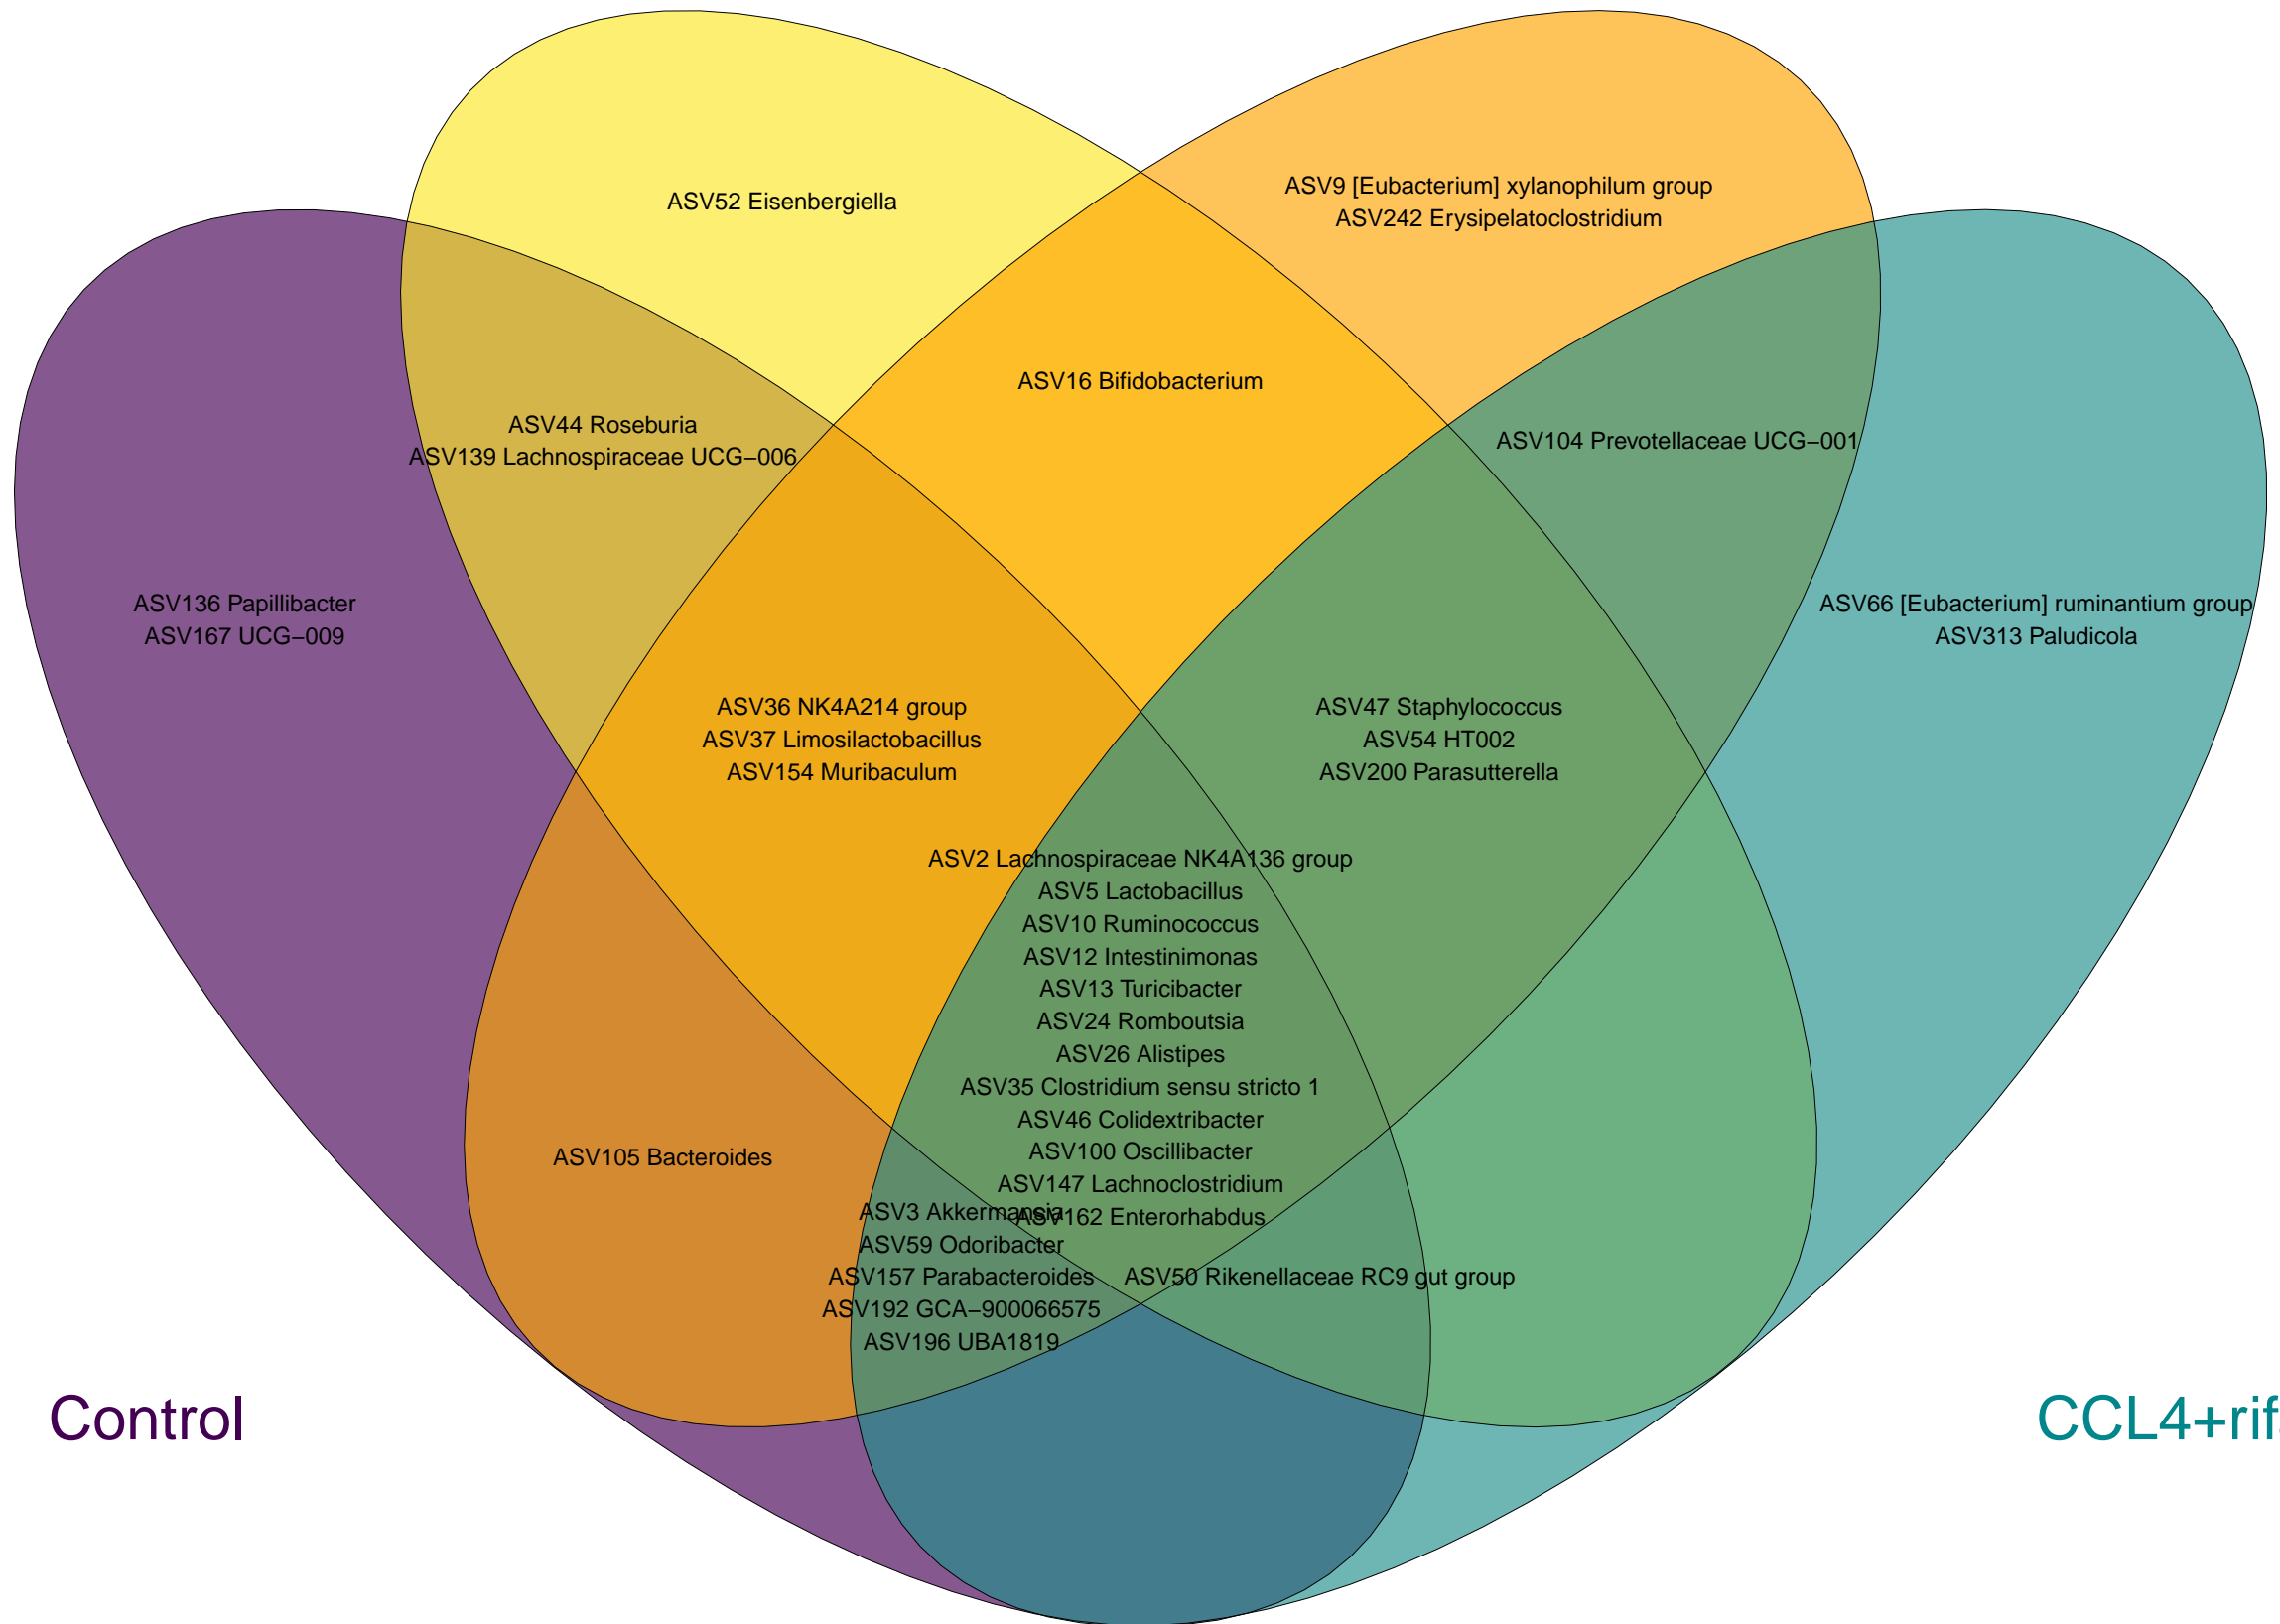 ASV9 [Eubacterium] xylanophilum group
ASV242 Erysipelatoclostridium
ASV52 Eisenbergiella
ASV16 Bifidobacterium
ASV44 Roseburia
ASV139 Lachnospiraceae UCG−006
ASV104 Prevotellaceae UCG−001
ASV136 Papillibacter
ASV167 UCG−009
ASV66 [Eubacterium] ruminantium group
ASV313 Paludicola
ASV36 NK4A214 group
ASV37 Limosilactobacillus
ASV154 Muribaculum
ASV47 Staphylococcus
ASV54 HT002
ASV200 Parasutterella
ASV2 Lachnospiraceae NK4A136 group
ASV5 Lactobacillus
ASV10 Ruminococcus
ASV12 Intestinimonas
ASV13 Turicibacter
ASV24 Romboutsia
ASV26 Alistipes
ASV35 Clostridium sensu stricto 1
ASV46 Colidextribacter
ASV100 Oscillibacter
ASV147 Lachnoclostridium
ASV162 Enterorhabdus
ASV105 Bacteroides
ASV3 Akkermansia
ASV59 Odoribacter
ASV157 Parabacteroides
ASV192 GCA−900066575
ASV196 UBA1819
ASV50 Rikenellaceae RC9 gut group
Control
CCL4+rif